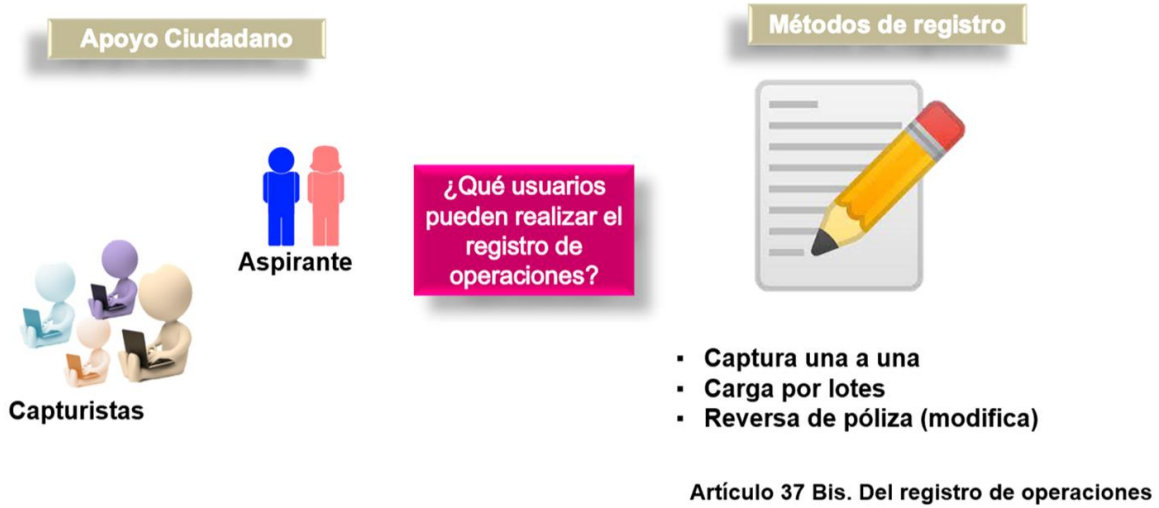 Apoyo Ciudadano
Métodos de registro
¿Qué usuarios
pueden realizar el
registro de
operaciones?
Aspirante
Capturistas
▪ Captura una a una
▪ Carga por lotes
▪ Reversa de póliza (modifica)
Artículo 37 Bis. Del registro de operaciones